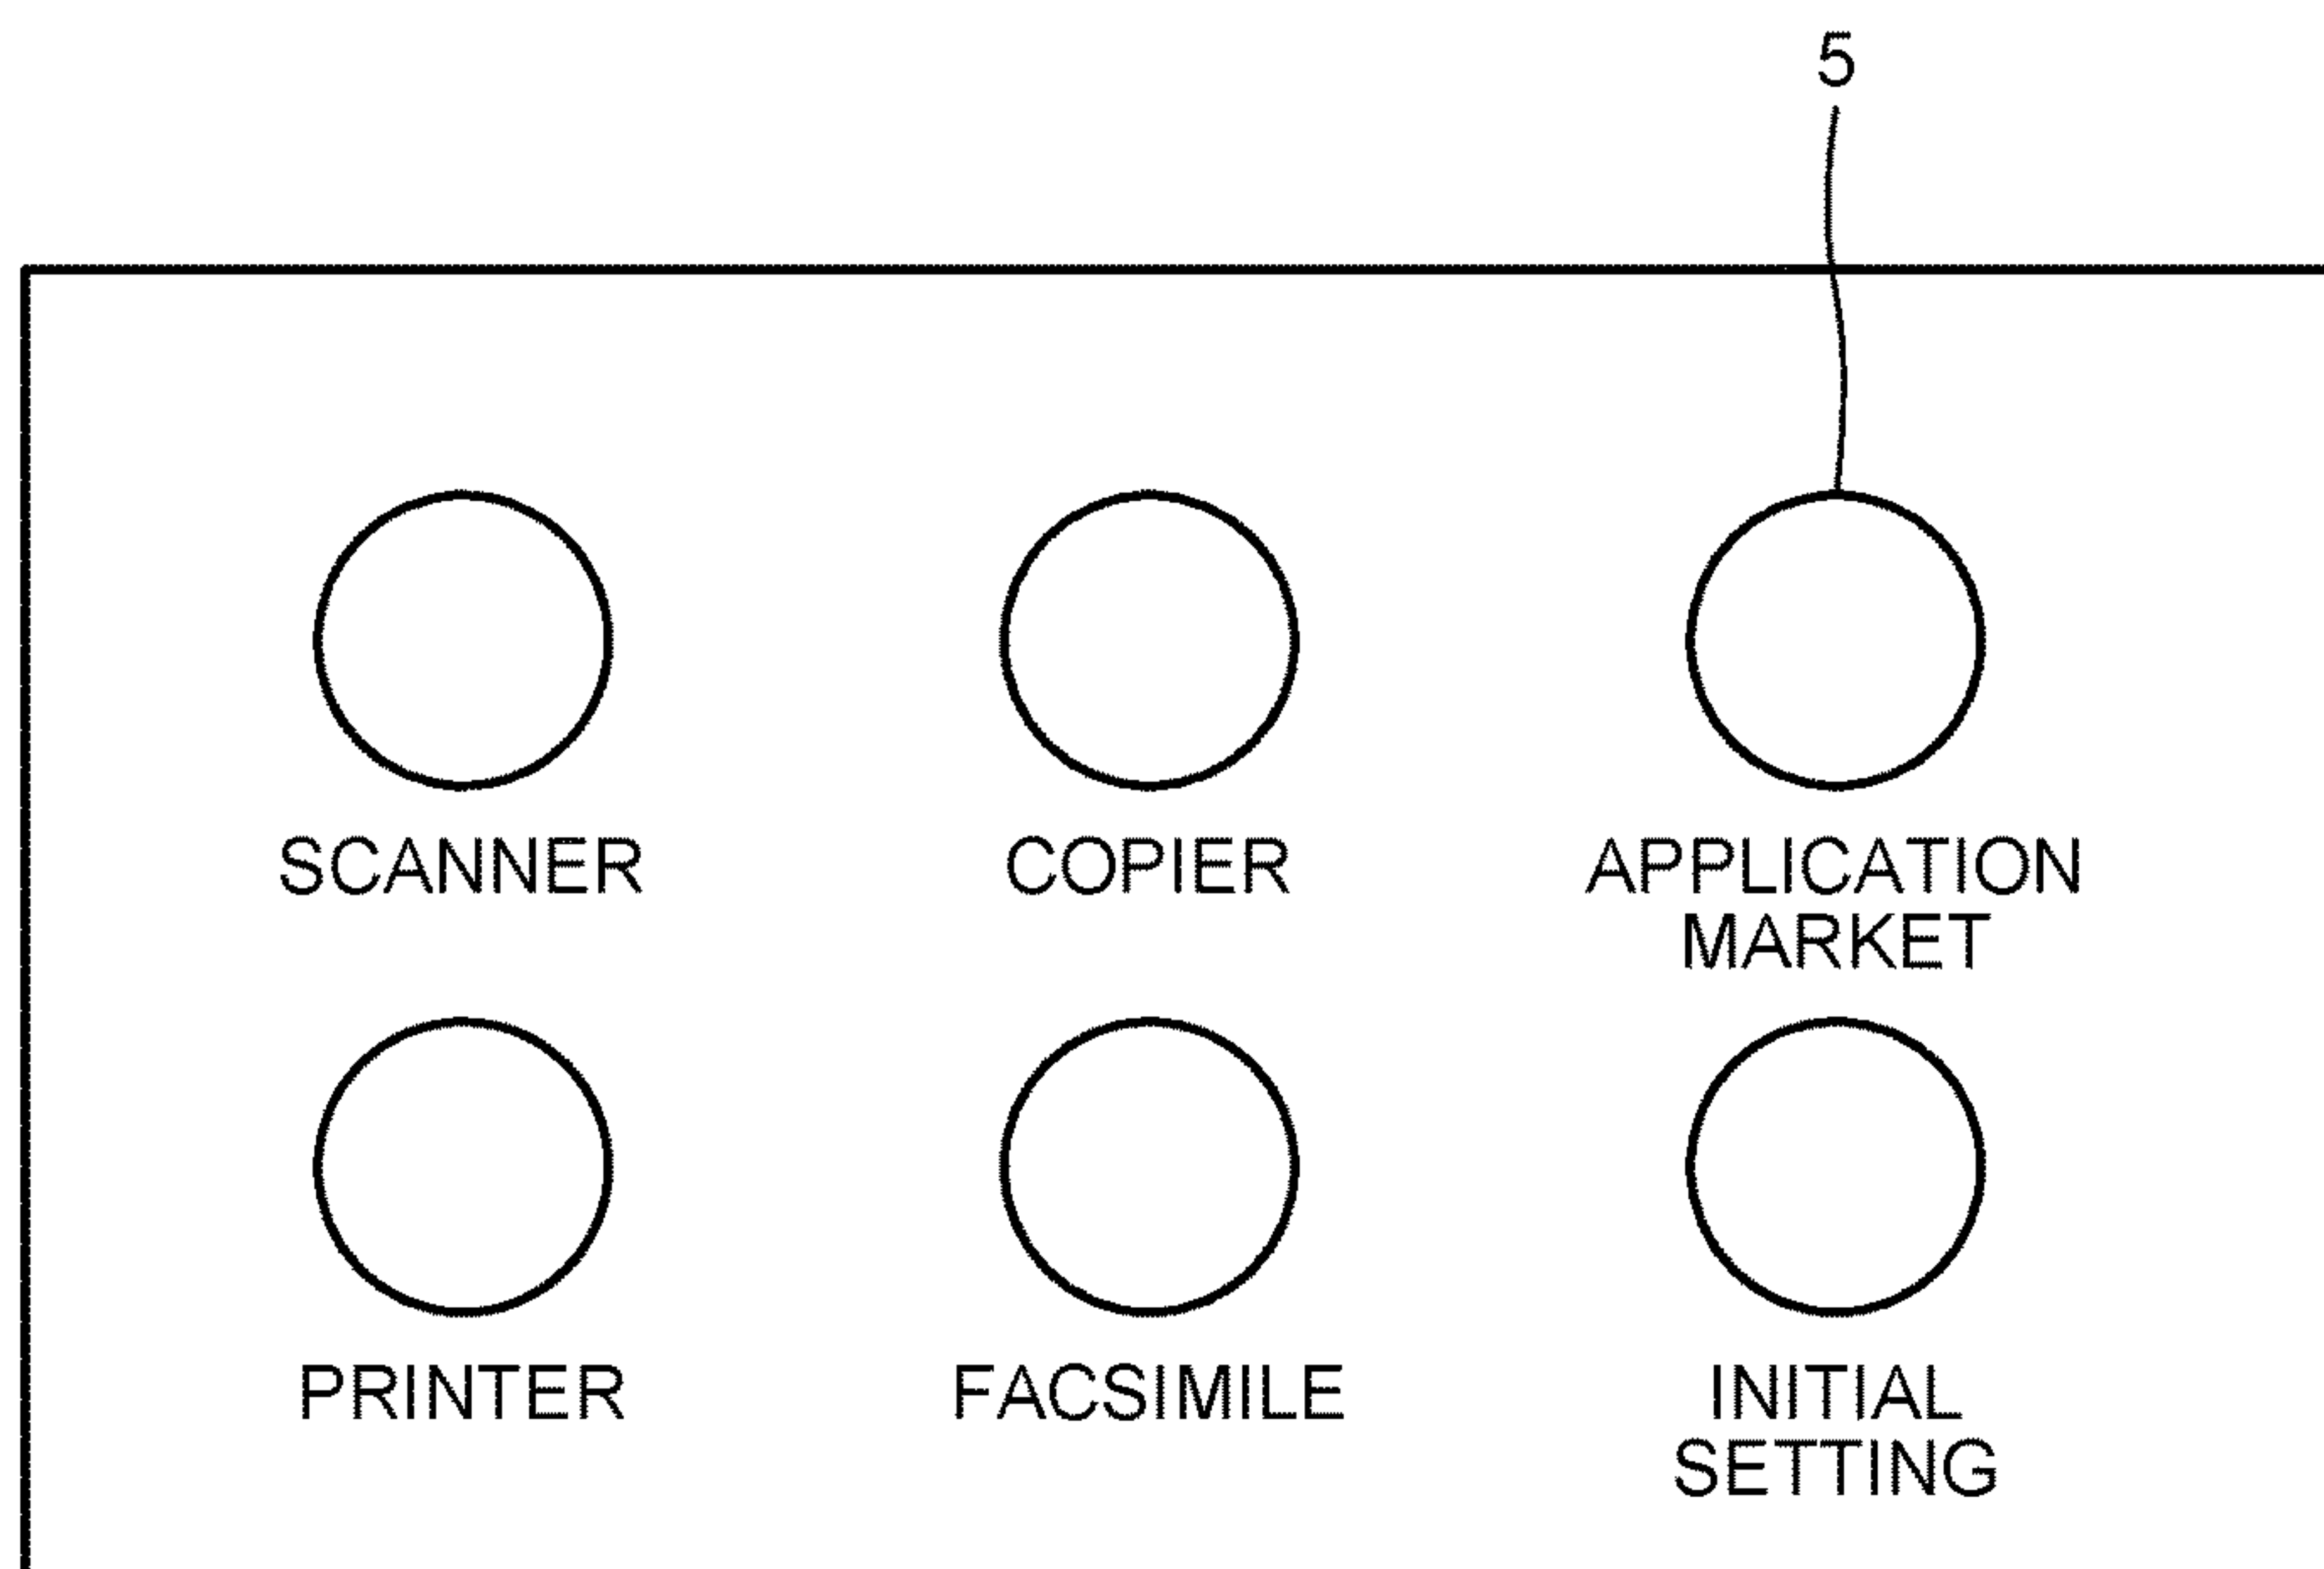 5
SCANNER
COPIER
APPLICATION
MARKET
PRINTER
FACSIMILE
INITIAL
SETTING